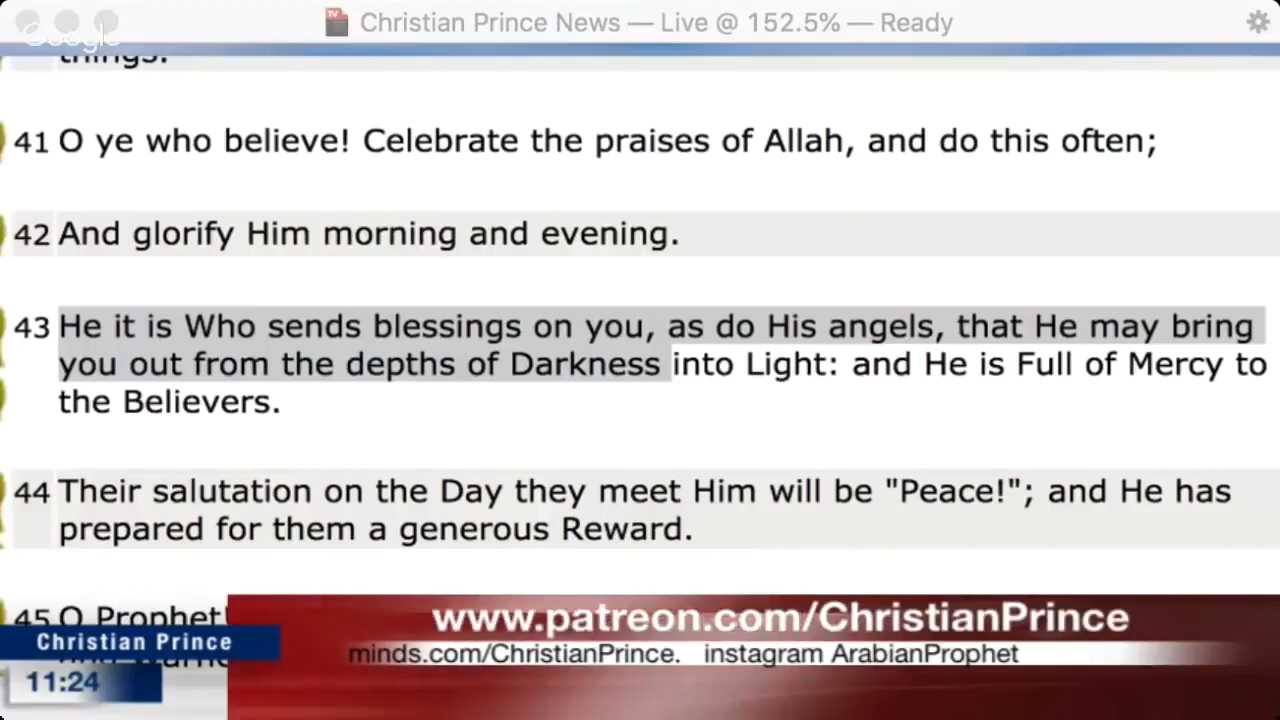 Christian Prince News — Live @ 152.5% — Ready
Google
things.
41 O ye who believe! Celebrate the praises of Allah, and do this often;
42 And glorify Him morning and evening.
43 He it is Who sends blessings on you, as do His angels, that He may bring
you out from the depths of Darkness into Light: and He is Full of Mercy to
the Believers.
44 Their salutation on the Day they meet Him will be "Peace!"; and He has
prepared for them a generous Reward.
45 O Prophet!
www.patreon.com/ChristianPrince
Christian Prince
minds.com/ChristianPrince. instagram ArabianProphet
11:24